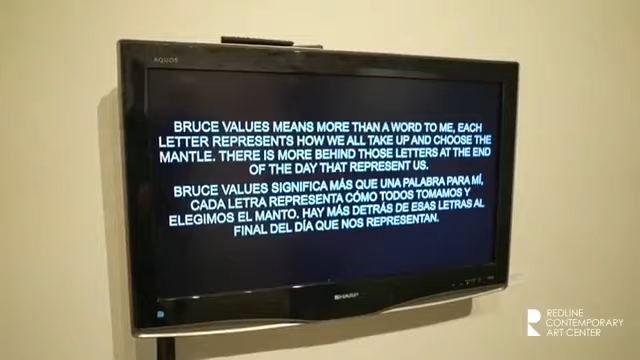 AQUOS
BRUCE VALUES MEANS MORE THAN A WORD TO ME, EACH
LETTER REPRESENTS HOW WE ALL TAKE UP AND CHOOSE THE
MANTLE. THERE IS MORE BEHIND THOSE LETTERS AT THE END
OF THE DAY THAT REPRESENT US.
BRUCE VALUES SIGNIFICA MÁS QUE UNA PALABRA PARA MÍ,
CADA LETRA REPRESENTA CÓMO TODOS TOMAMOS Y
ELEGIMOS EL MANTO. HAY MÁS DETRÁS DE ESAS LETRAS AL
FINAL DEL DÍA QUE NOS REPRESENTAN.
SHARP
REDLINE
CONTEMPORARY
ART CENTER